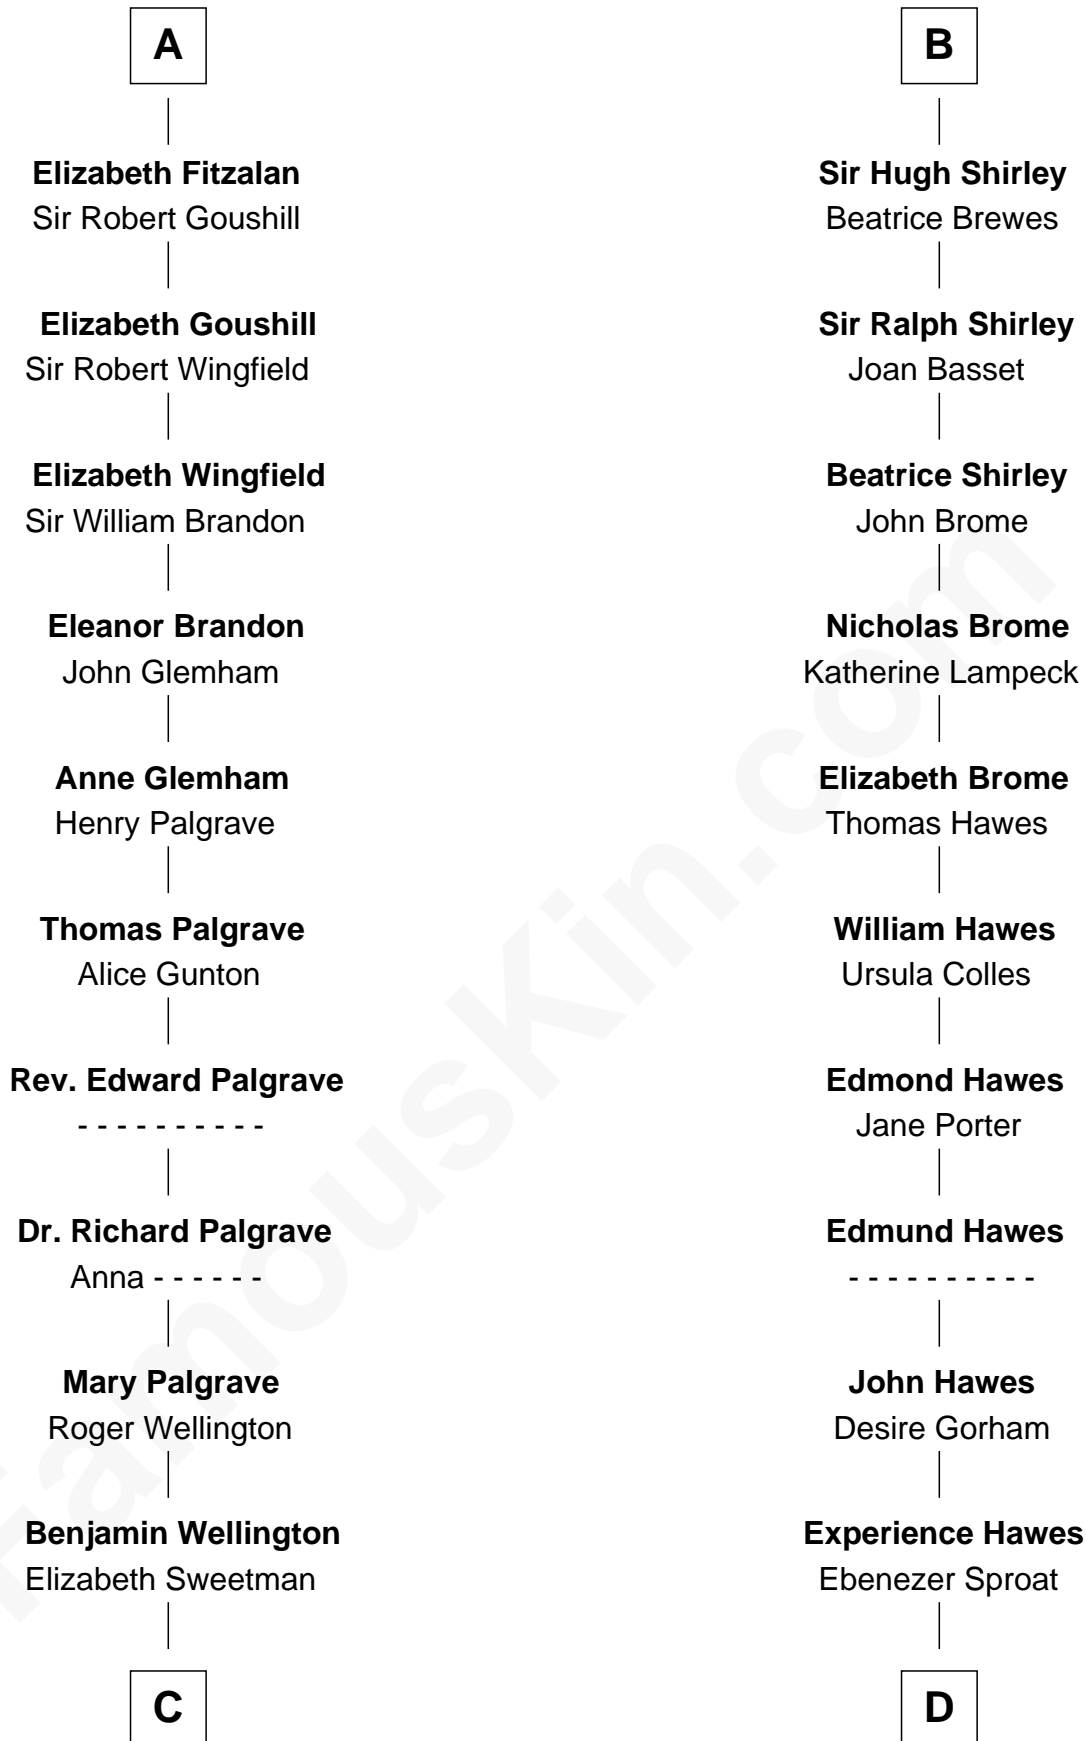 A
Elizabeth Fitzalan
Sir Robert Goushill
Elizabeth Goushill
Sir Robert Wingfield
Elizabeth Wingfield
Sir William Brandon
Eleanor Brandon
John Glemham
Anne Glemham
Henry Palgrave
Thomas Palgrave
Alice Gunton
Rev. Edward Palgrave
- - - - - - - - - -
Dr. Richard Palgrave
Anna - - - - - -
Mary Palgrave
Roger Wellington
Benjamin Wellington
Elizabeth Sweetman
C
B
Sir Hugh Shirley
Beatrice Brewes
Sir Ralph Shirley
Joan Basset
Beatrice Shirley
John Brome
Nicholas Brome
Katherine Lampeck
Elizabeth Brome
Thomas Hawes
William Hawes
Ursula Colles
Edmond Hawes
Jane Porter
Edmund Hawes
- - - - - - - - - -
John Hawes
Desire Gorham
Experience Hawes
Ebenezer Sproat
D
FamousKin.com